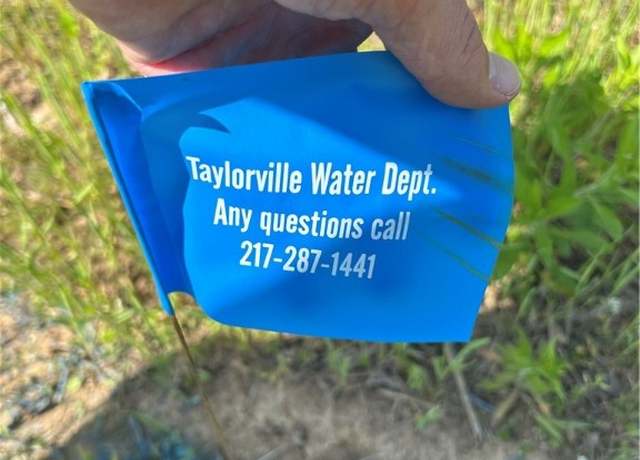 Taylorville Water Dept.
Any questions call
217-287-1441